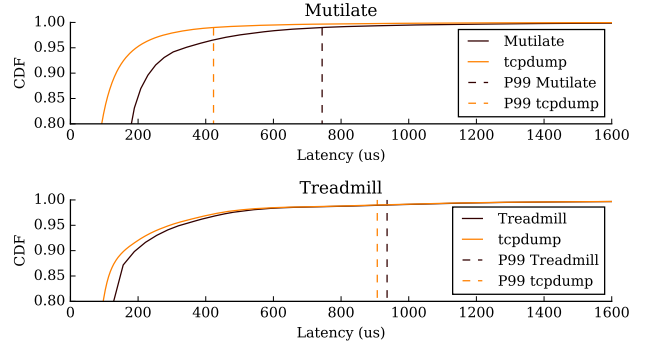 Mutilate
1.00
0.95
0.90
0.85
0.80
CDF
Mutilate
tcpdump
P99 Mutilate
P99 tcpdump
0 200 400 600 800 1000 1200 1400 1600
Latency (us)
Treadmill
1.00
0.95
0.90
0.85
0.80
CDF
Treadmill
tcpdump
P99 Treadmill
P99 tcpdump
0 200 400 600 800 1000 1200 1400 1600
Latency (us)